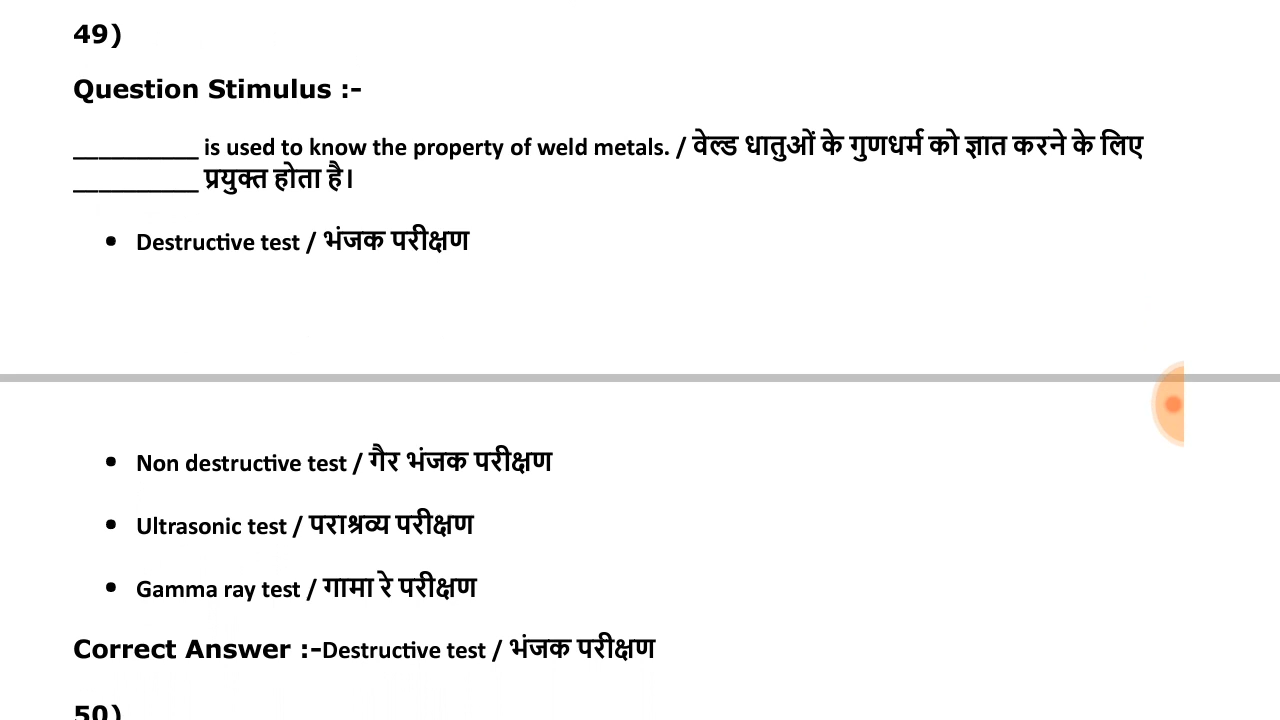 49)
Question Stimulus :-
__________ is used to know the property of weld metals. / वेल्ड धातुओं के गुणधर्म को ज्ञात करने के लिए
__________ प्रयुक्त होता है।
• Destructive test / भंजक परीक्षण
• Non destructive test / गैर भंजक परीक्षण
• Ultrasonic test / पराश्रव्य परीक्षण
• Gamma ray test / गामा रे परीक्षण
Correct Answer :-Destructive test / भंजक परीक्षण
50)